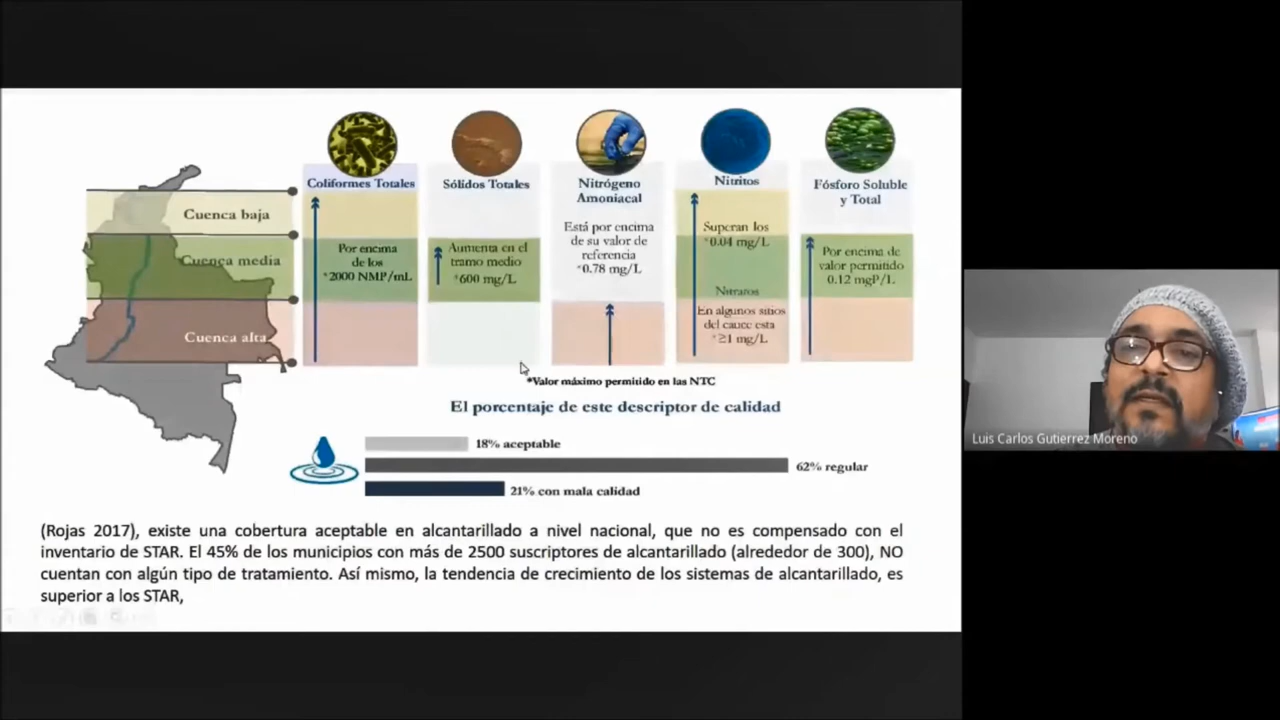 Cuenca baja
Cuenca media
Cuenca alta
Coliformes Totales
Por encima
de los
*2000 NMP/mL
Sólidos Totales
Aumenta en el
tramo medio
*600 mg/L
Nitrógeno
Amoniacal
Está por encima
de su valor de
referencia
*0.78 mg/L
Nitritos
Superan los
*0.04 mg/L
Nitratos
En algunos sitios
del cauce esta
*≥1 mg/L
Fósforo Soluble
y Total
Por encima de
valor permitido
0.12 mgP/L
*Valor máximo permitido en las NTC
El porcentaje de este descriptor de calidad
18% aceptable
62% regular
21% con mala calidad
(Rojas 2017), existe una cobertura aceptable en alcantarillado a nivel nacional, que no es compensado con el
inventario de STAR. El 45% de los municipios con más de 2500 suscriptores de alcantarillado (alrededor de 300), NO
cuentan con algún tipo de tratamiento. Así mismo, la tendencia de crecimiento de los sistemas de alcantarillado, es
superior a los STAR,
Luis Carlos Gutierrez Moreno